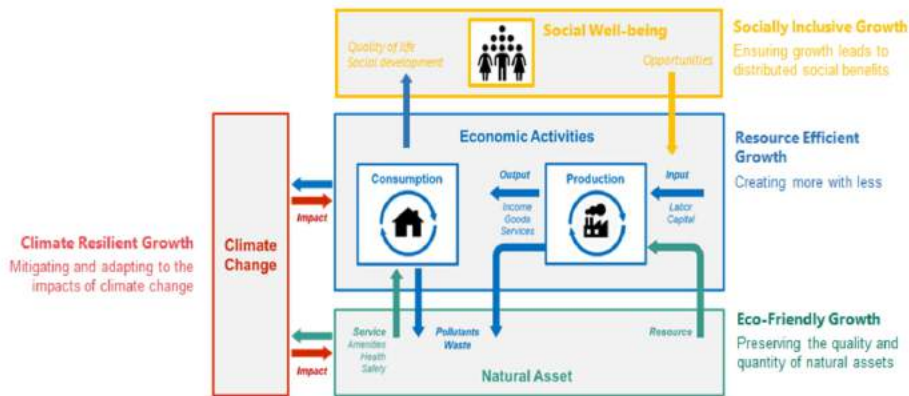 Social Well-being
Quality of life
Social development
Opportunities
Socially Inclusive Growth
Ensuring growth leads to
distributed social benefits
Economic Activities
Consumption
Output
Income
Goods
Services
Production
Input
Labor
Capital
Resource Efficient
Growth
Creating more with less
Impact
Climate Resilient Growth
Mitigating and adapting to the
impacts of climate change
Climate
Change
Impact
Service
Amenities
Health
Safety
Pollutants
Waste
Resource
Natural Asset
Eco-Friendly Growth
Preserving the quality and
quantity of natural assets